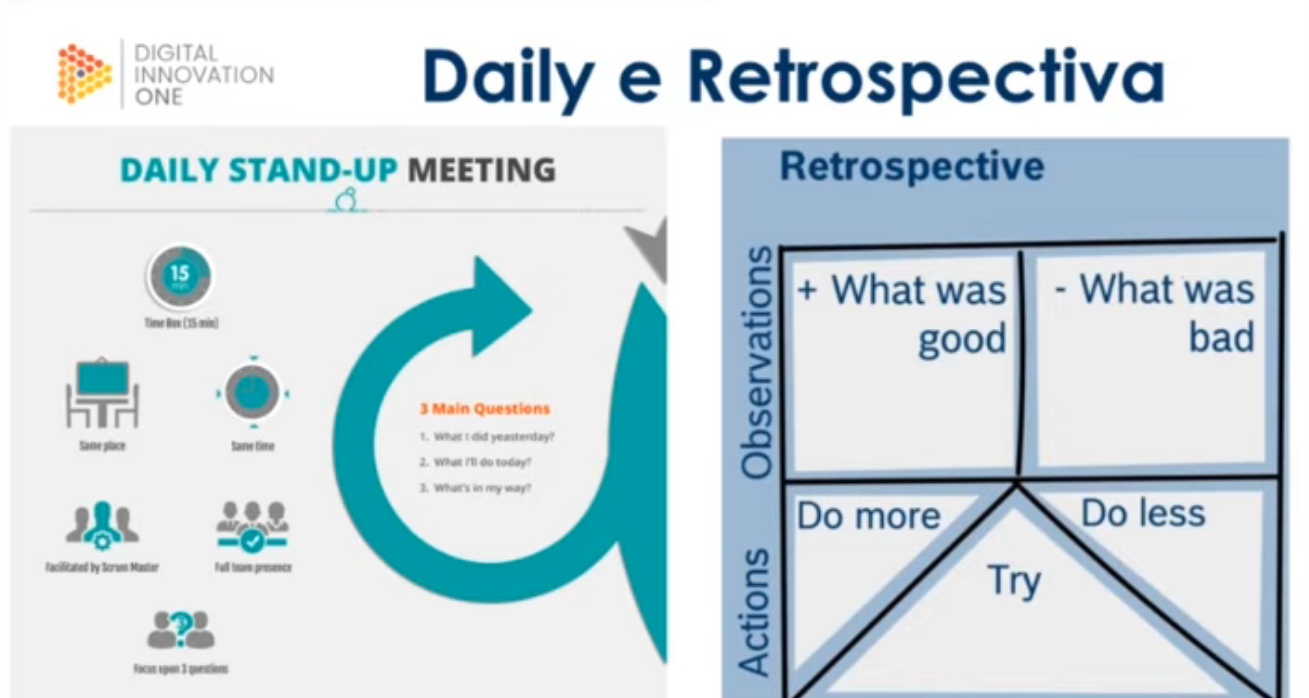 DIGITAL
INNOVATION
ONE
Daily e Retrospectiva
DAILY STAND-UP MEETING
15
min
Time Box (15 min)
Same place
Same time
Facilitated by Scrum Master
Full team presence
Focus upon 3 questions
3 Main Questions
1. What I did yeasterday?
2. What I'll do today?
3. What's in my way?
Retrospective
Observations
+ What was
good
- What was
bad
Actions
Do more
Do less
Try